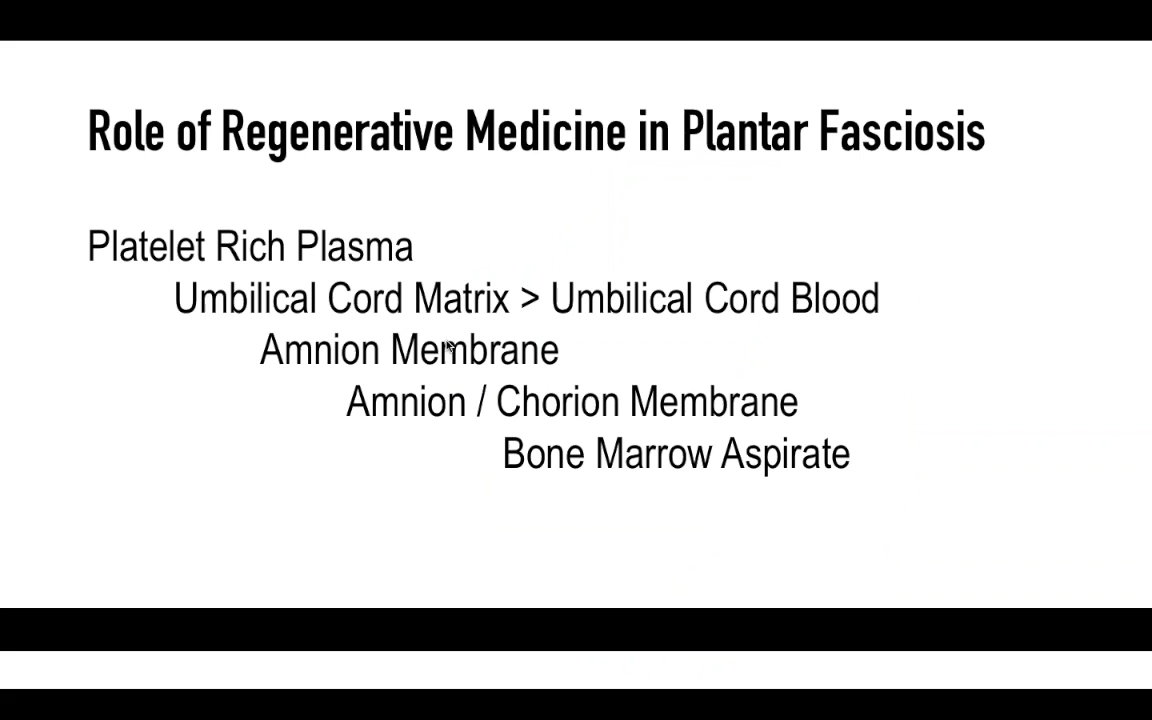 Role of Regenerative Medicine in Plantar Fasciosis
Platelet Rich Plasma
Umbilical Cord Matrix > Umbilical Cord Blood
Amnion Membrane
Amnion / Chorion Membrane
Bone Marrow Aspirate